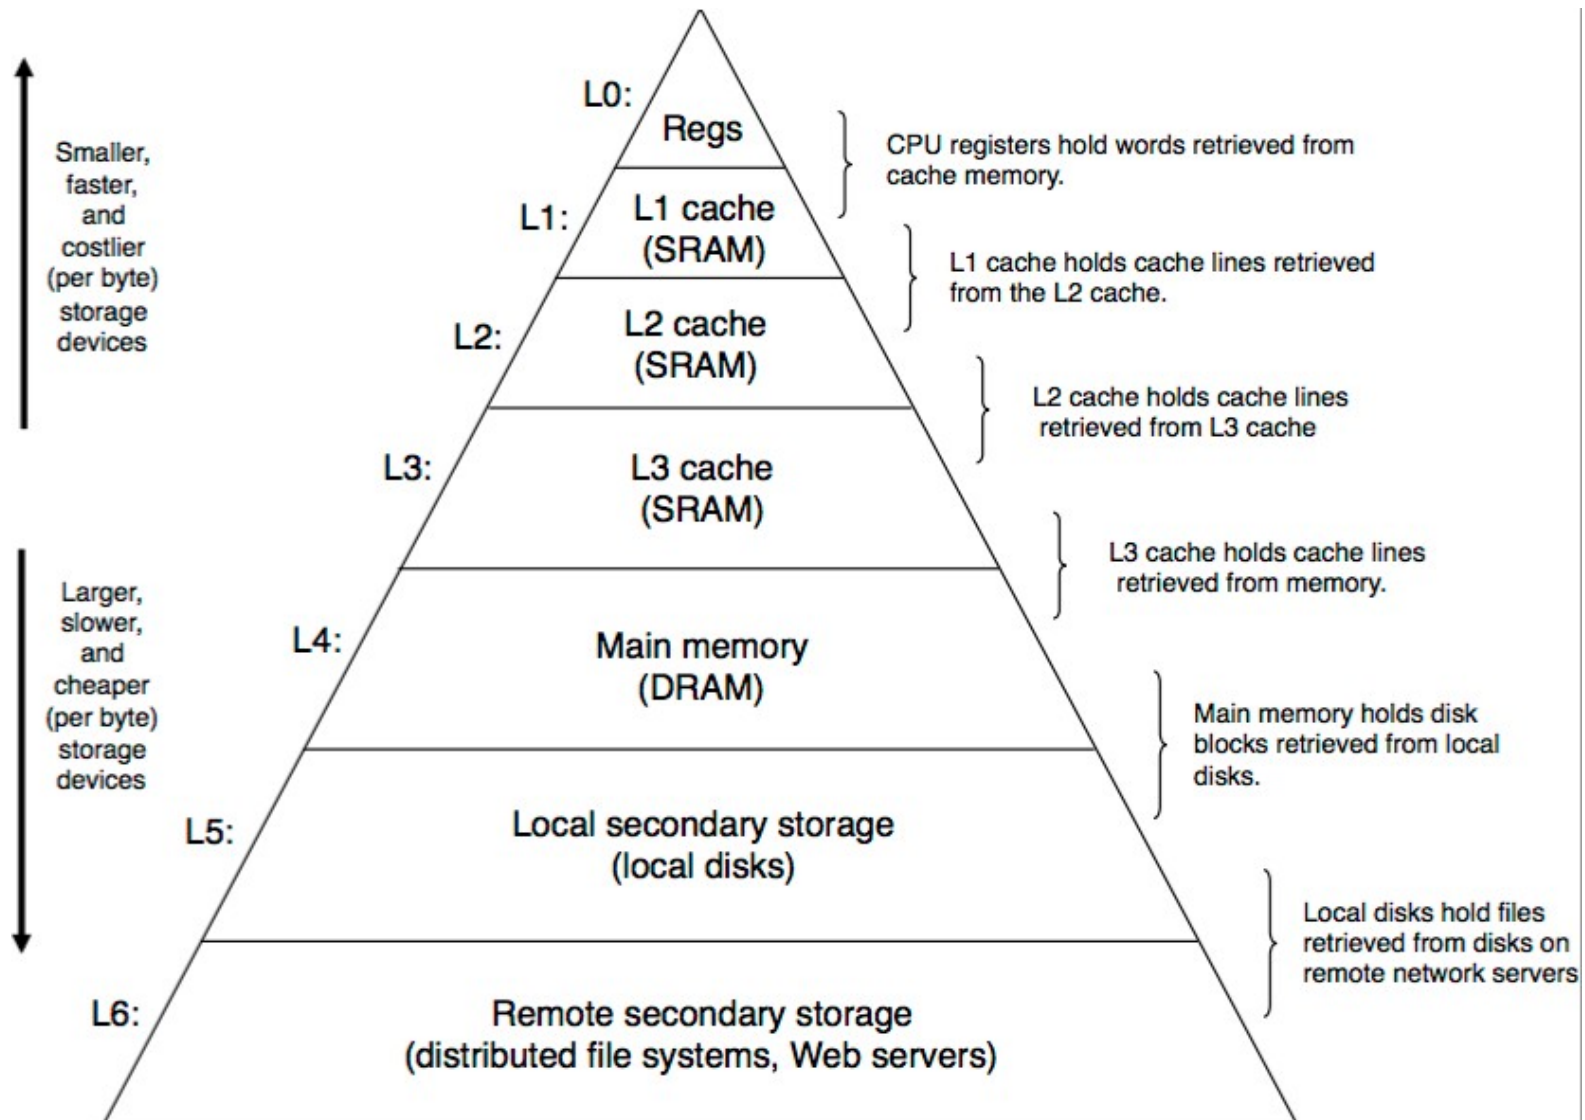 L0:
Regs
CPU registers hold words retrieved from
cache memory.
Smaller,
faster,
and
costlier
(per byte)
storage
devices
L1:
L1 cache
(SRAM)
L1 cache holds cache lines retrieved
from the L2 cache.
L2:
L2 cache
(SRAM)
L2 cache holds cache lines
retrieved from L3 cache
L3:
L3 cache
(SRAM)
L3 cache holds cache lines
retrieved from memory.
Larger,
slower,
and
cheaper
(per byte)
storage
devices
L4:
Main memory
(DRAM)
Main memory holds disk
blocks retrieved from local
disks.
L5:
Local secondary storage
(local disks)
Local disks hold files
retrieved from disks on
remote network servers
L6:
Remote secondary storage
(distributed file systems, Web servers)